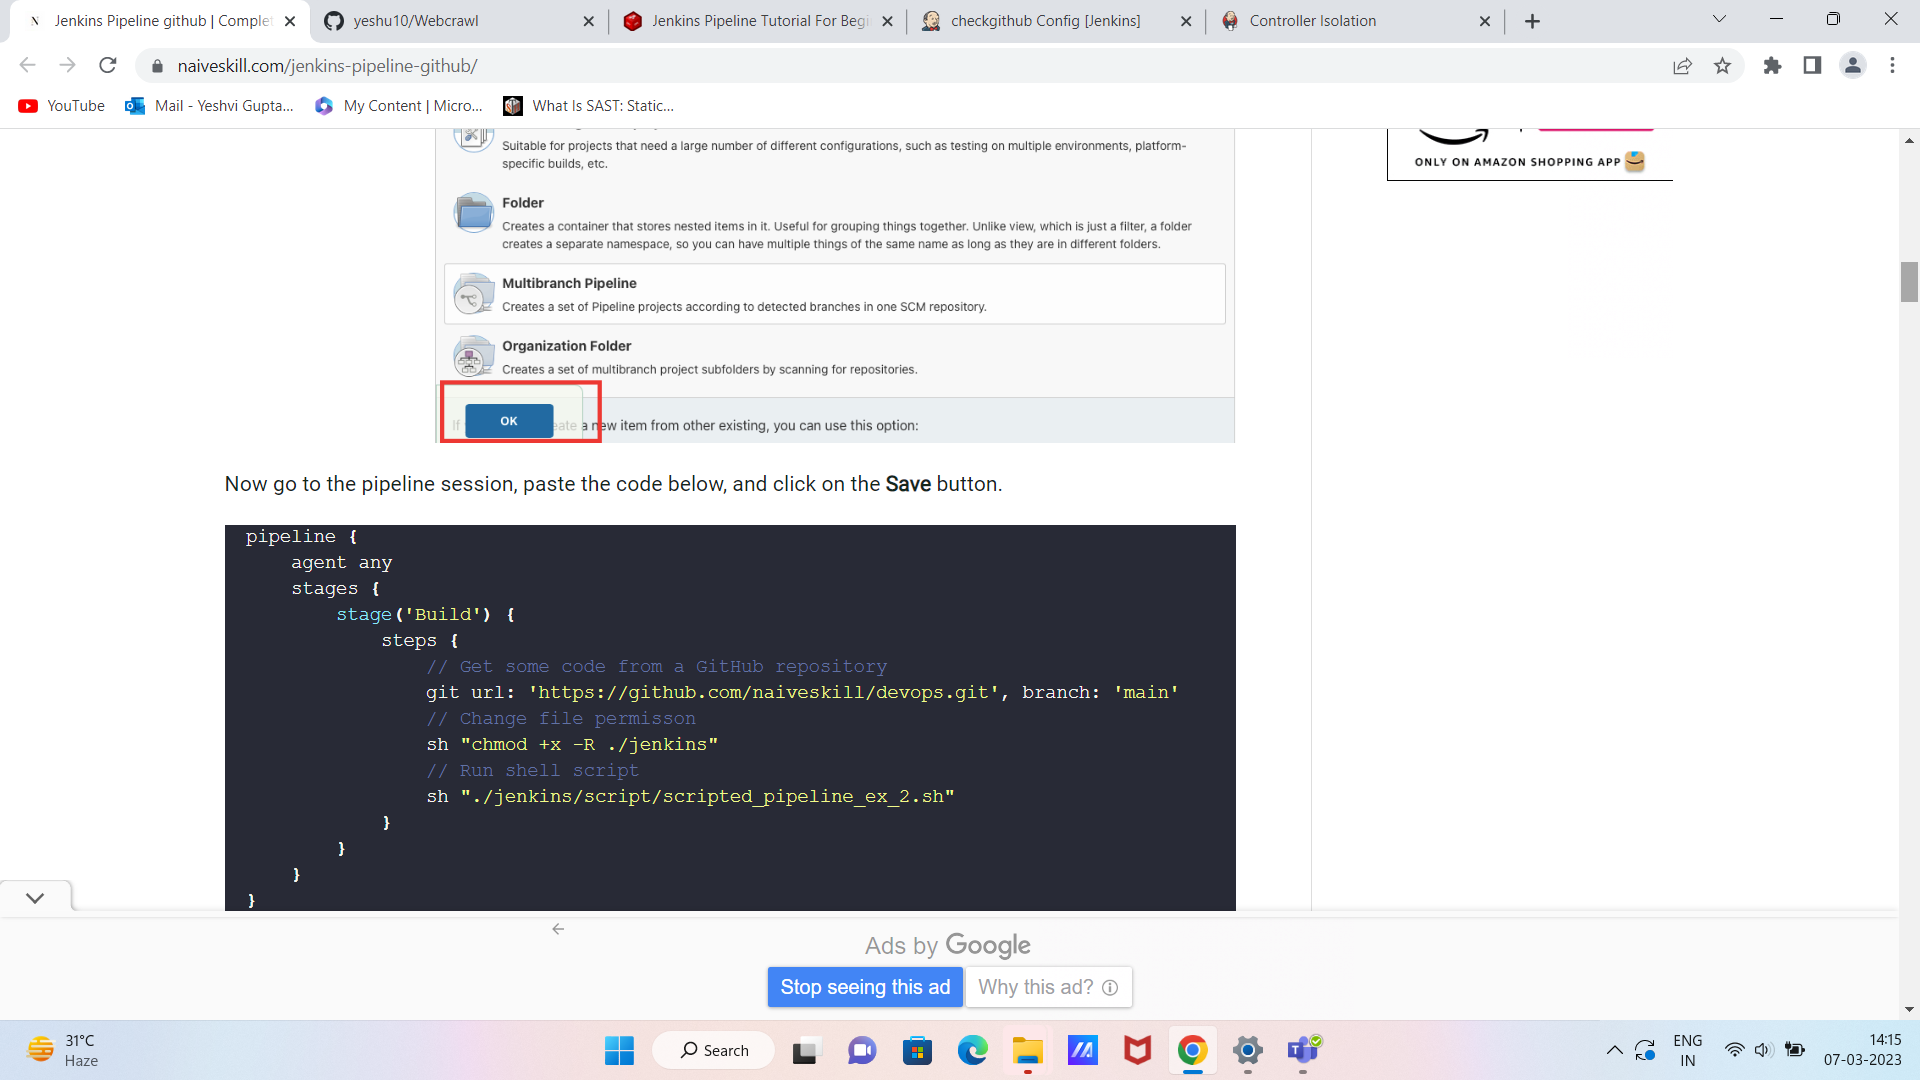 Jenkins Pipeline github | Complet
yeshu10/Webcrawl
Jenkins Pipeline Tutorial For Begi
checkgithub Config [Jenkins]
Controller Isolation
naiveskill.com/jenkins-pipeline-github/
YouTube
Mail - Yeshvi Gupta...
My Content | Micro...
What Is SAST: Static...
Suitable for projects that need a large number of different configurations, such as testing on multiple environments, platform-
specific builds, etc.
Folder
Creates a container that stores nested items in it. Useful for grouping things together. Unlike view, which is just a filter, a folder
creates a separate namespace, so you can have multiple things of the same name as long as they are in different folders.
Multibranch Pipeline
Creates a set of Pipeline projects according to detected branches in one SCM repository.
Organization Folder
Creates a set of multibranch project subfolders by scanning for repositories.
OK
If eate a new item from other existing, you can use this option:
ONLY ON AMAZON SHOPPING APP
Now go to the pipeline session, paste the code below, and click on the Save button.
pipeline {
agent any
stages {
stage('Build') {
steps {
// Get some code from a GitHub repository
git url: 'https://github.com/naiveskill/devops.git', branch: 'main'
// Change file permisson
sh "chmod +x -R ./jenkins"
// Run shell script
sh "./jenkins/script/scripted_pipeline_ex_2.sh"
}
}
}
}
Ads by Google
Stop seeing this ad
Why this ad?
31°C
Haze
Search
ENG
IN
14:15
07-03-2023